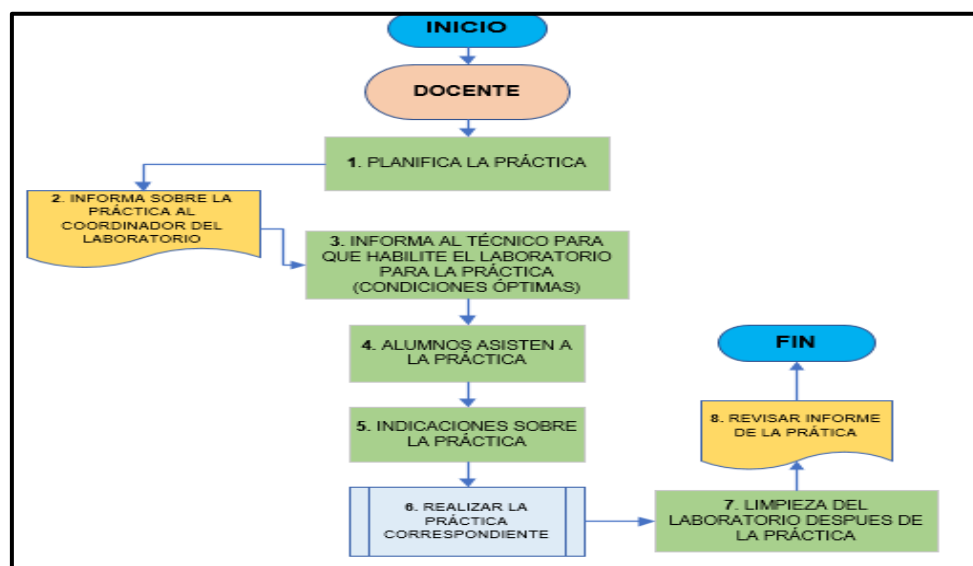 INICIO
DOCENTE
1. PLANIFICA LA PRÁCTICA
2. INFORMA SOBRE LA
PRÁCTICA AL
COORDINADOR DEL
LABORATORIO
3. INFORMA AL TÉCNICO PARA
QUE HABILITE EL LABORATORIO
PARA LA PRÁCTICA
(CONDICIONES ÓPTIMAS)
4. ALUMNOS ASISTEN A
LA PRÁCTICA
5. INDICACIONES SOBRE
LA PRÁCTICA
6. REALIZAR LA
PRÁCTICA
CORRESPONDIENTE
7. LIMPIEZA DEL
LABORATORIO DESPUES DE
LA PRÁCTICA
8. REVISAR INFORME
DE LA PRÁTICA
FIN